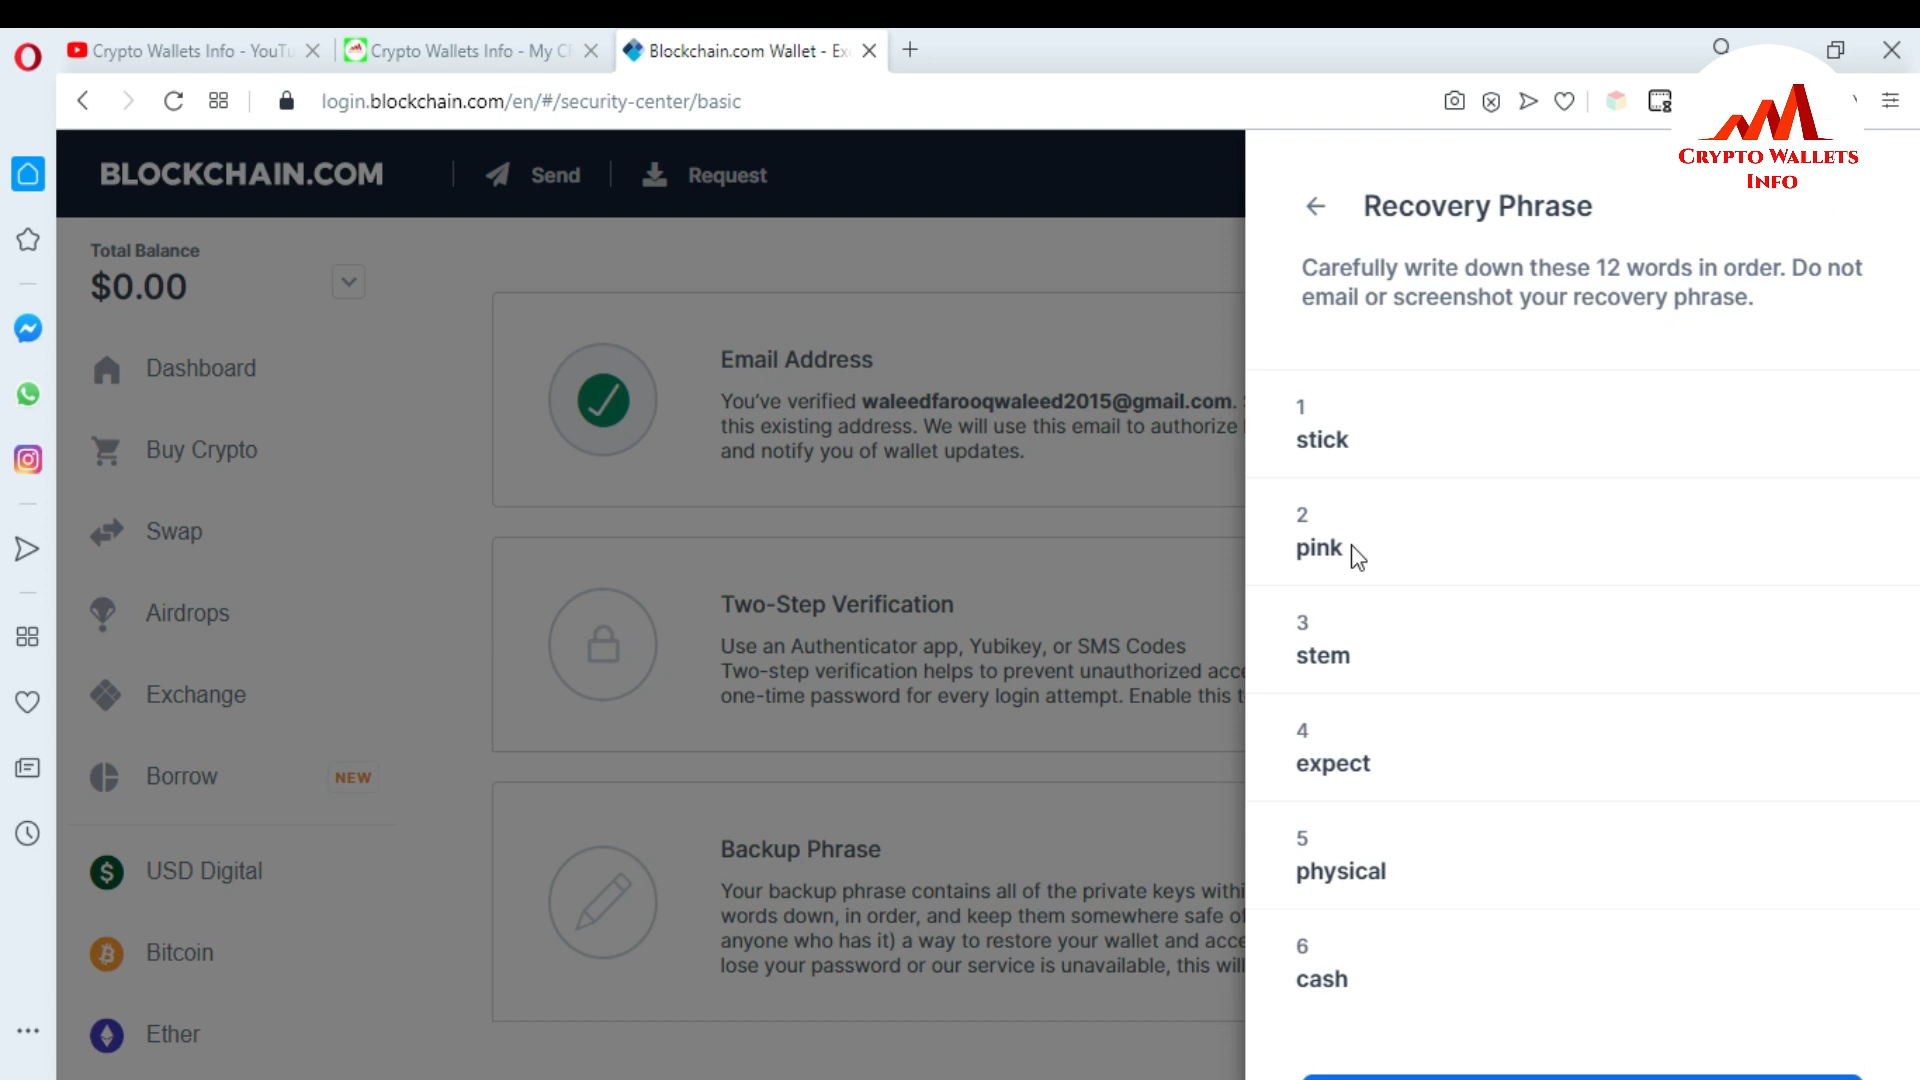 Crypto Wallets Info - YouTu
Crypto Wallets Info - My C
Blockchain.com Wallet - Ex
login.blockchain.com/en/#/security-center/basic
CRYPTO WALLETS
INFO
BLOCKCHAIN.COM
Send
Request
Total Balance
$0.00
Dashboard
Buy Crypto
Swap
Airdrops
Exchange
Borrow
NEW
USD Digital
Bitcoin
Ether
Email Address
You've verified waleedfarooqwaleed2015@gmail.com.
this existing address. We will use this email to authorize
and notify you of wallet updates.
Two-Step Verification
Use an Authenticator app, Yubikey, or SMS Codes
Two-step verification helps to prevent unauthorized acce
one-time password for every login attempt. Enable this t
Backup Phrase
Your backup phrase contains all of the private keys withi
words down, in order, and keep them somewhere safe of
anyone who has it) a way to restore your wallet and acce
lose your password or our service is unavailable, this will
Recovery Phrase
Carefully write down these 12 words in order. Do not
email or screenshot your recovery phrase.
1
stick
2
pink
3
stem
4
expect
5
physical
6
cash